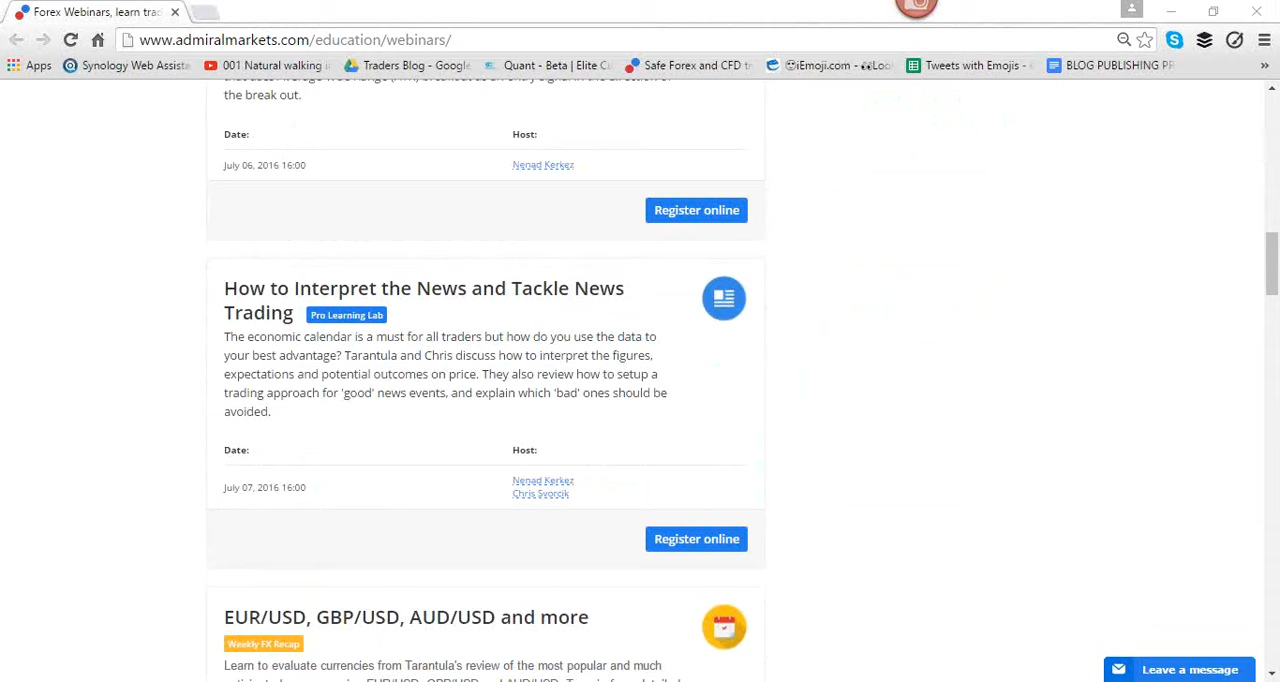 Forex Webinars, learn trad
www.admiralmarkets.com/education/webinars/
Apps Synology Web Assista 001 Natural walking Traders Blog - Google Quant - Beta | Elite C Safe Forex and CFD tr iEmoji.com - Loo Tweets with Emojis - BLOG PUBLISHING PR »
the break out.
Date: Host:
July 06, 2016 16:00 Nenad Kerkez
Register online
How to Interpret the News and Tackle News
Trading Pro Learning Lab
The economic calendar is a must for all traders but how do you use the data to
your best advantage? Tarantula and Chris discuss how to interpret the figures,
expectations and potential outcomes on price. They also review how to setup a
trading approach for 'good' news events, and explain which 'bad' ones should be
avoided.
Date: Host:
July 07, 2016 16:00 Nenad Kerkez
Chris Svorcik
Register online
EUR/USD, GBP/USD, AUD/USD and more
Weekly FX Recap
Learn to evaluate currencies from Tarantula's review of the most popular and much
Leave a message